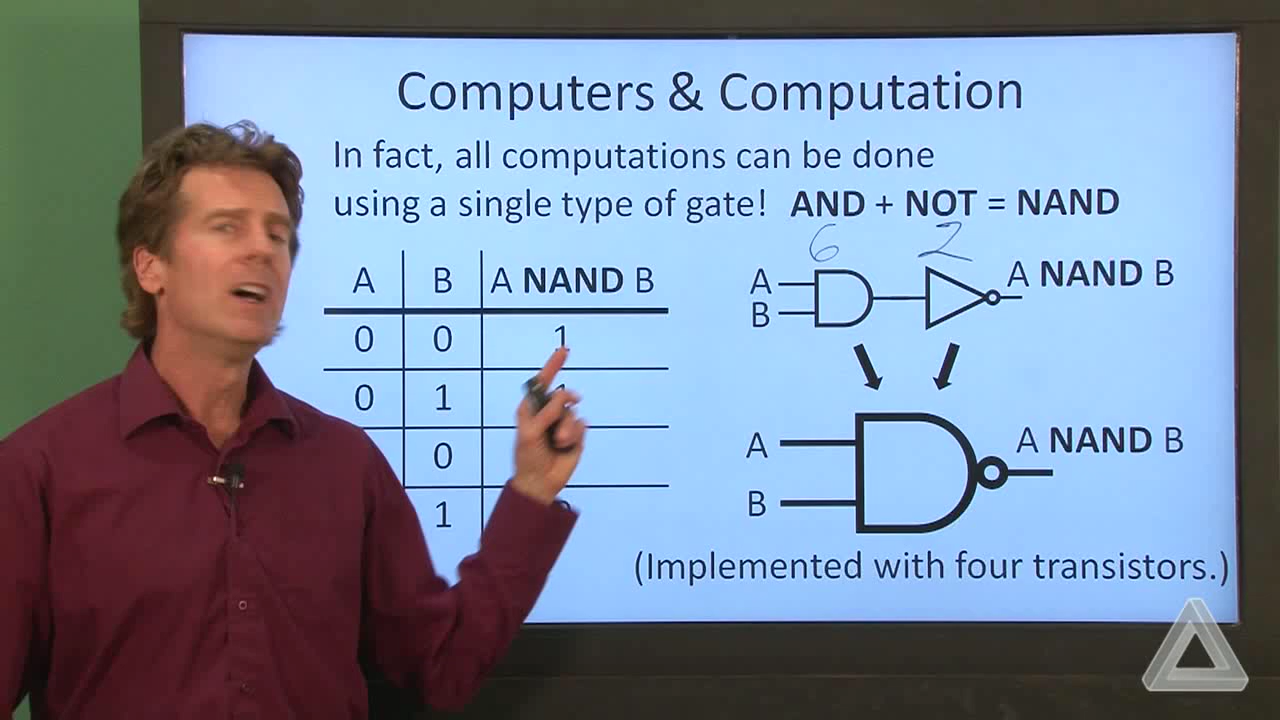 Computers & Computation
In fact, all computations can be done
using a single type of gate! AND + NOT = NAND
6 2
A B A NAND B
0 0 1
0 1 1
0
1
A
B
A NAND B
A
B
A NAND B
(Implemented with four transistors.)